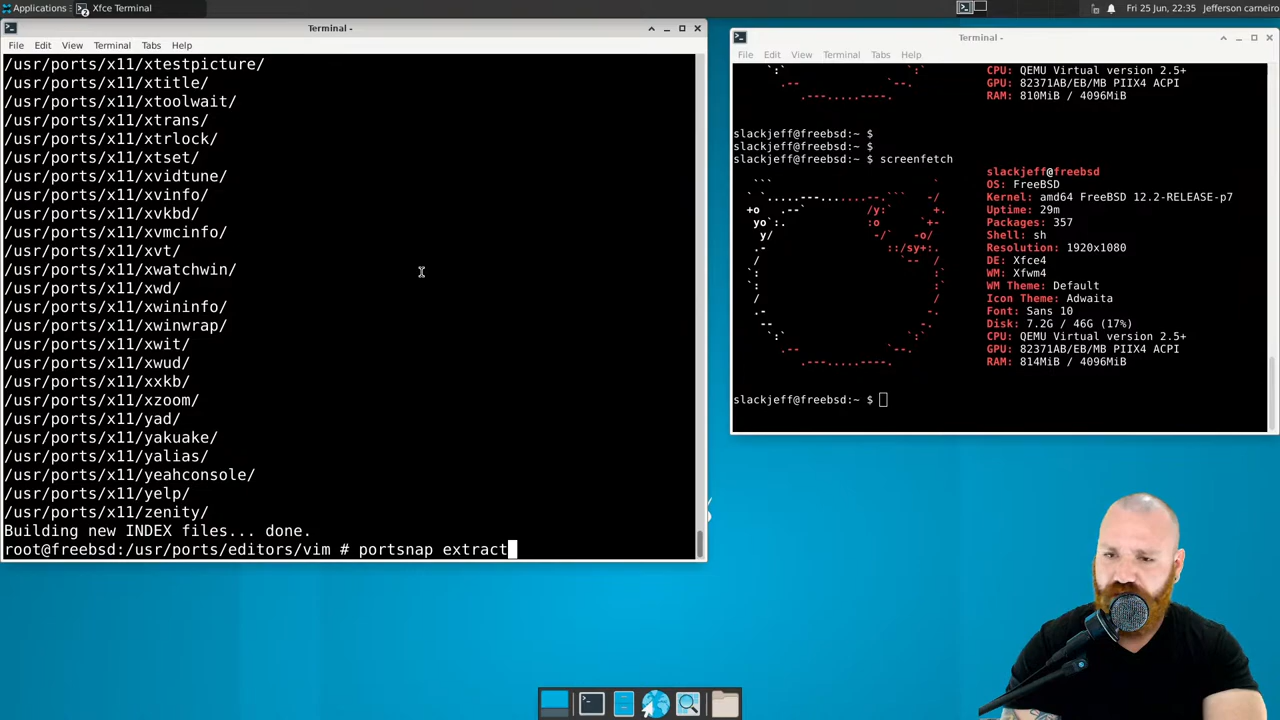 Applications
Xfce Terminal
Fri 25 Jun, 22:35
Jefferson carneiro
Terminal -
File Edit View Terminal Tabs Help
/usr/ports/x11/xtestpicture/
/usr/ports/x11/xtitle/
/usr/ports/x11/xtoolwait/
/usr/ports/x11/xtrans/
/usr/ports/x11/xtrlock/
/usr/ports/x11/xtset/
/usr/ports/x11/xvidtune/
/usr/ports/x11/xvinfo/
/usr/ports/x11/xvkbd/
/usr/ports/x11/xvmcinfo/
/usr/ports/x11/xvt/
/usr/ports/x11/xwatchwin/
/usr/ports/x11/xwd/
/usr/ports/x11/xwininfo/
/usr/ports/x11/xwinwrap/
/usr/ports/x11/xwit/
/usr/ports/x11/xwud/
/usr/ports/x11/xxkb/
/usr/ports/x11/xzoom/
/usr/ports/x11/yad/
/usr/ports/x11/yakuake/
/usr/ports/x11/yalias/
/usr/ports/x11/yeahconsole/
/usr/ports/x11/yelp/
/usr/ports/x11/zenity/
Building new INDEX files... done.
root@freebsd:/usr/ports/editors/vim # portsnap extract
Terminal -
File Edit View Terminal Tabs Help
CPU: QEMU Virtual version 2.5+
GPU: 82371AB/EB/MB PIIX4 ACPI
RAM: 810MiB / 4096MiB
slackjeff@freebsd:~ $
slackjeff@freebsd:~ $
slackjeff@freebsd:~ $ screenfetch
slackjeff@freebsd
OS: FreeBSD
Kernel: amd64 FreeBSD 12.2-RELEASE-p7
Uptime: 29m
Packages: 357
Shell: sh
Resolution: 1920x1080
DE: Xfce4
WM: Xfwm4
WM Theme: Default
Icon Theme: Adwaita
Font: Sans 10
Disk: 7.2G / 46G (17%)
CPU: QEMU Virtual version 2.5+
GPU: 82371AB/EB/MB PIIX4 ACPI
RAM: 814MiB / 4096MiB
slackjeff@freebsd:~ $